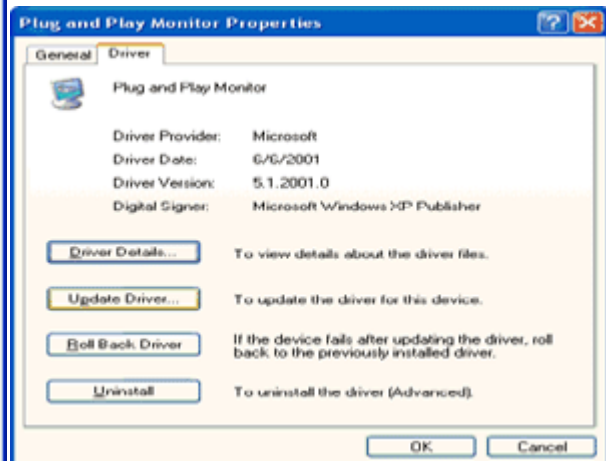 Plug and Play Monitor Properties
General Driver
Plug and Play Monitor
Driver Provider: Microsoft
Driver Date: 6/6/2001
Driver Version: 5.1.2001.0
Digital Signer: Microsoft Windows XP Publisher
Driver Details... To view details about the driver files.
Update Driver... To update the driver for this device.
Roll Back Driver If the device fails after updating the driver, roll
back to the previously installed driver.
Uninstall To uninstall the driver (Advanced).
OK Cancel